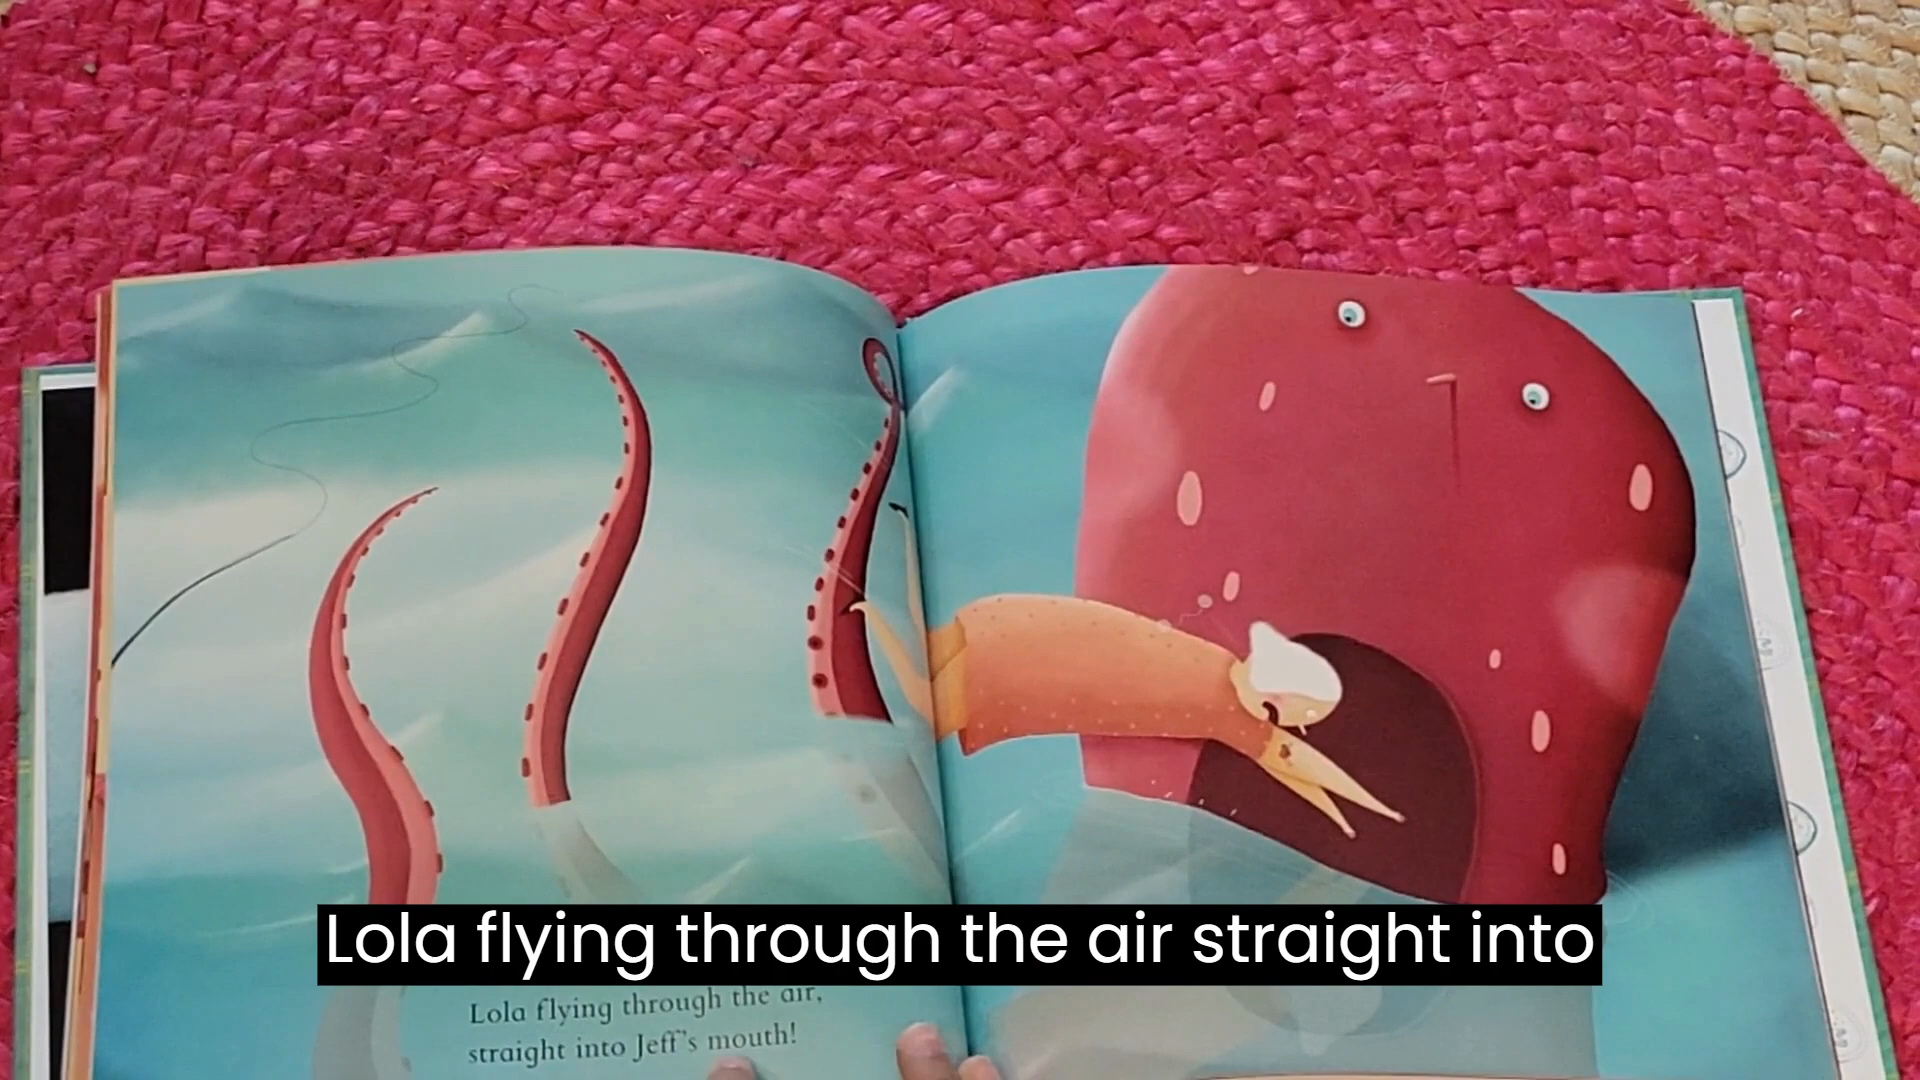 Lola flying through the air straight into
Lola flying through the air,
straight into Jeff's mouth!